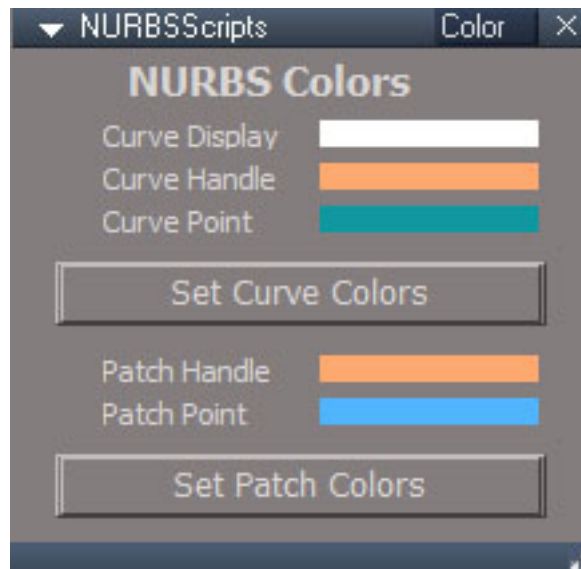 NURBSScripts Color
NURBS Colors
Curve Display
Curve Handle
Curve Point
Set Curve Colors
Patch Handle
Patch Point
Set Patch Colors